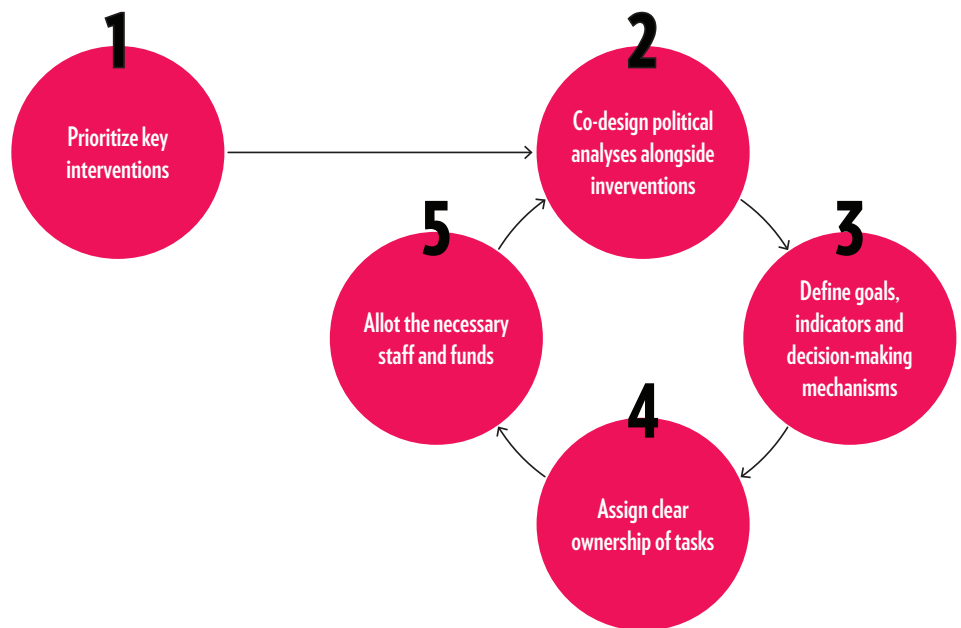 1
Prioritize key
interventions
2
Co-design political
analyses alongside
inverventions
3
Define goals,
indicators and
decision-making
mechanisms
4
Assign clear
ownership of tasks
5
Allot the necessary
staff and funds